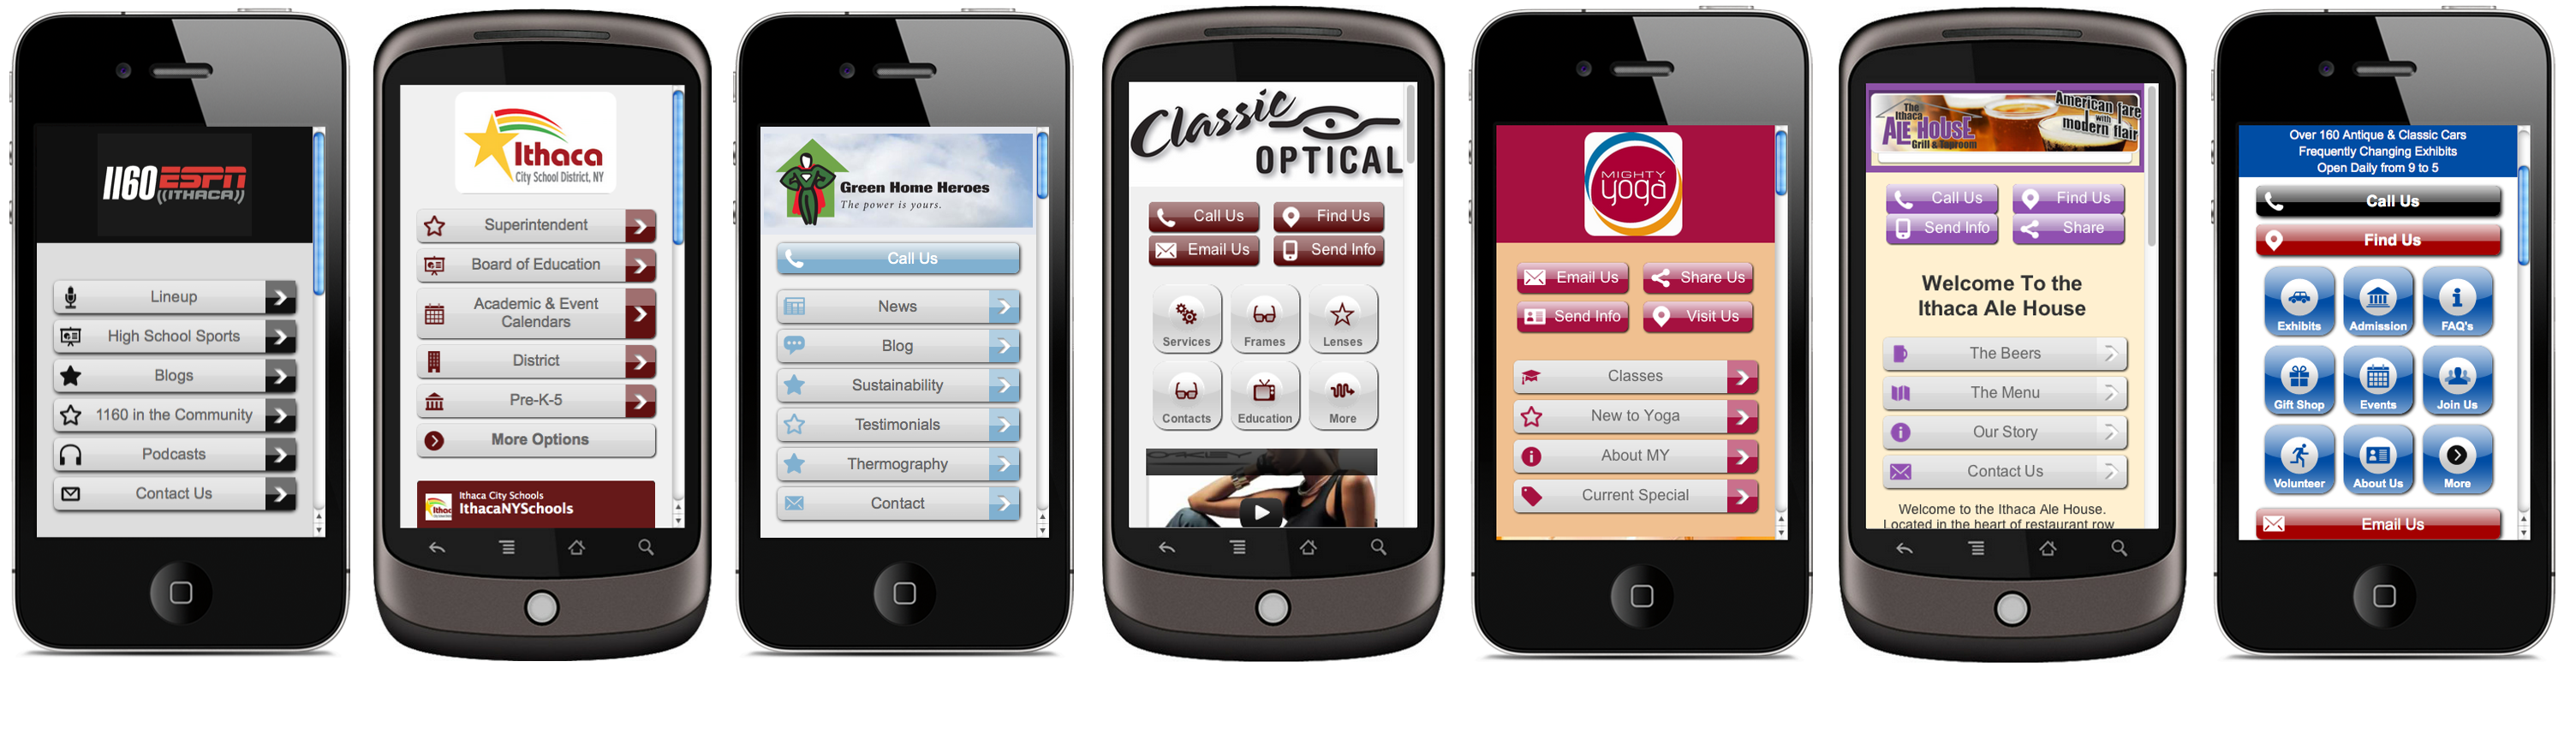 1160 ESPN
((ITHACA))
Lineup
High School Sports
Blogs
1160 in the Community
Podcasts
Contact Us
Ithaca
City School District, NY
Superintendent
Board of Education
Academic & Event
Calendars
District
Pre-K-5
More Options
Ithaca City Schools
IthacaNYSchools
Green Home Heroes
The power is yours.
Call Us
News
Blog
Sustainability
Testimonials
Thermography
Contact
Classic
OPTICAL
Call Us
Find Us
Email Us
Send Info
Services
Frames
Lenses
Contacts
Education
More
OAKLEY
MIGHTY
yoga
Email Us
Share Us
Send Info
Visit Us
Classes
New to Yoga
About MY
Current Special
The
Ithaca
ALE HOUSE
Grill & Taproom
American fare
with
modern flair
Call Us
Find Us
Send Info
Share
Welcome To the
Ithaca Ale House
The Beers
The Menu
Our Story
Contact Us
Welcome to the Ithaca Ale House.
Located in the heart of restaurant row
Over 160 Antique & Classic Cars
Frequently Changing Exhibits
Open Daily from 9 to 5
Call Us
Find Us
Exhibits
Admission
FAQ's
Gift Shop
Events
Join Us
Volunteer
About Us
More
Email Us